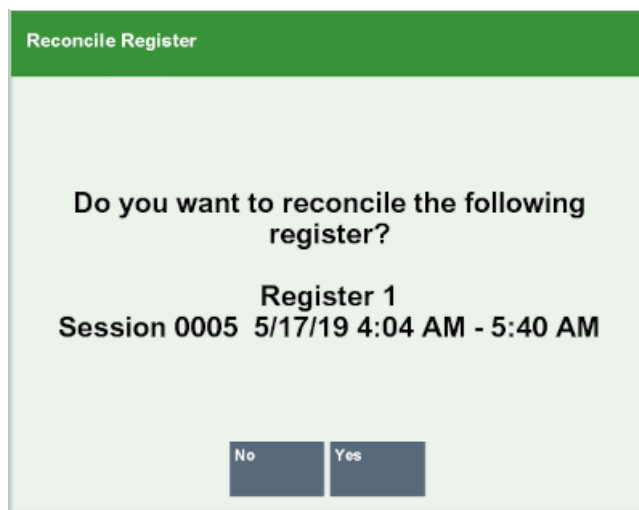 Reconcile Register
Do you want to reconcile the following
register?
Register 1
Session 0005  5/17/19 4:04 AM - 5:40 AM
No
Yes